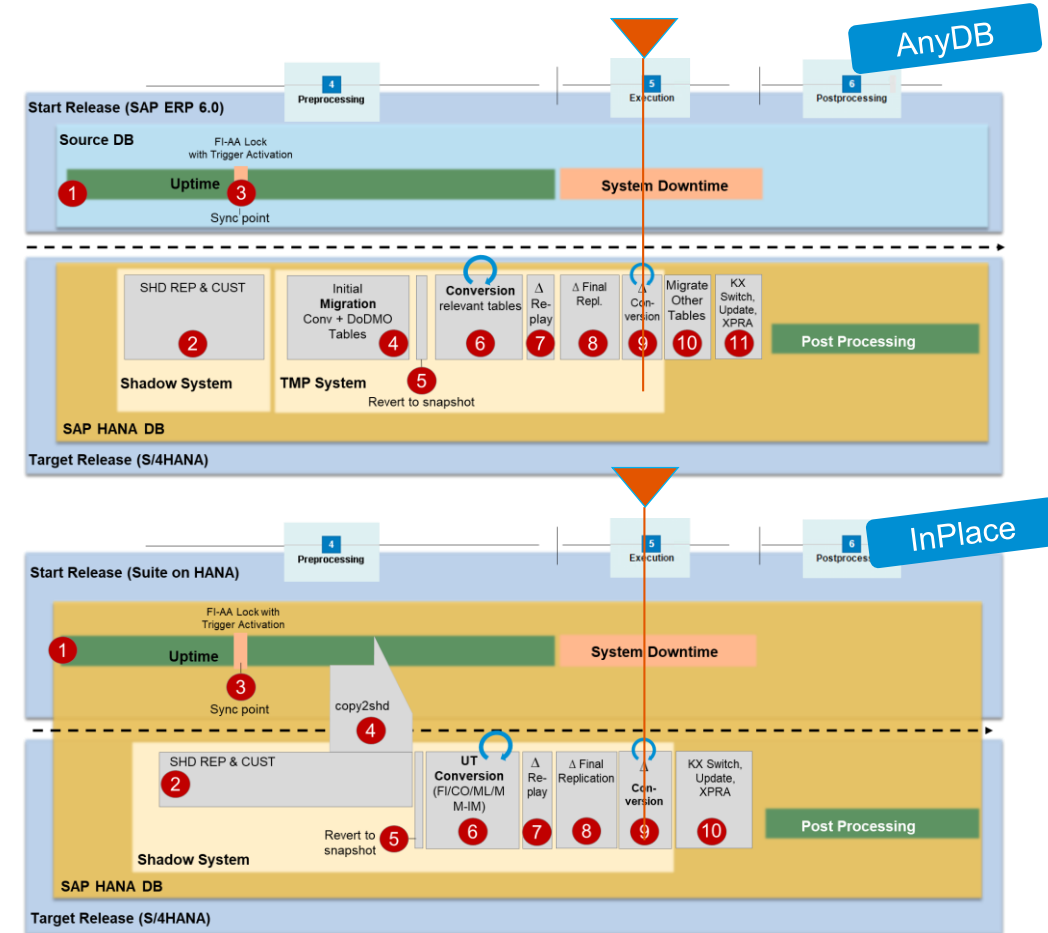 AnyDB
4
Preprocessing
5
Execution
6
Postprocessing
Start Release (SAP ERP 6.0)
Source DB
FI-AA Lock
with Trigger Activation
1
Uptime
3
System Downtime
Sync point
SHD REP & CUST
2
Shadow System
Initial
Migration
Conv + DoDMO
Tables
4
TMP System
5
Revert to snapshot
Conversion
relevant tables
6
Δ
Re-
play
7
Δ Final
Repl.
8
Δ
Con-
version
9
Migrate
Other
Tables
10
KX
Switch,
Update,
XPRA
11
Post Processing
SAP HANA DB
Target Release (S/4HANA)
InPlace
4
Preprocessing
5
Execution
6
Postproces
Start Release (Suite on HANA)
FI-AA Lock with
Trigger Activation
1
Uptime
System Downtime
3
Sync point
copy2shd
4
SHD REP & CUST
2
Revert to
snapshot
5
Shadow System
UT
Conversion
(FI/CO/ML/M
M-IM)
6
Δ
Re-
play
7
Δ Final
Replication
8
Δ
Con-
version
9
KX Switch,
Update,
XPRA
10
Post Processing
SAP HANA DB
Target Release (S/4HANA)